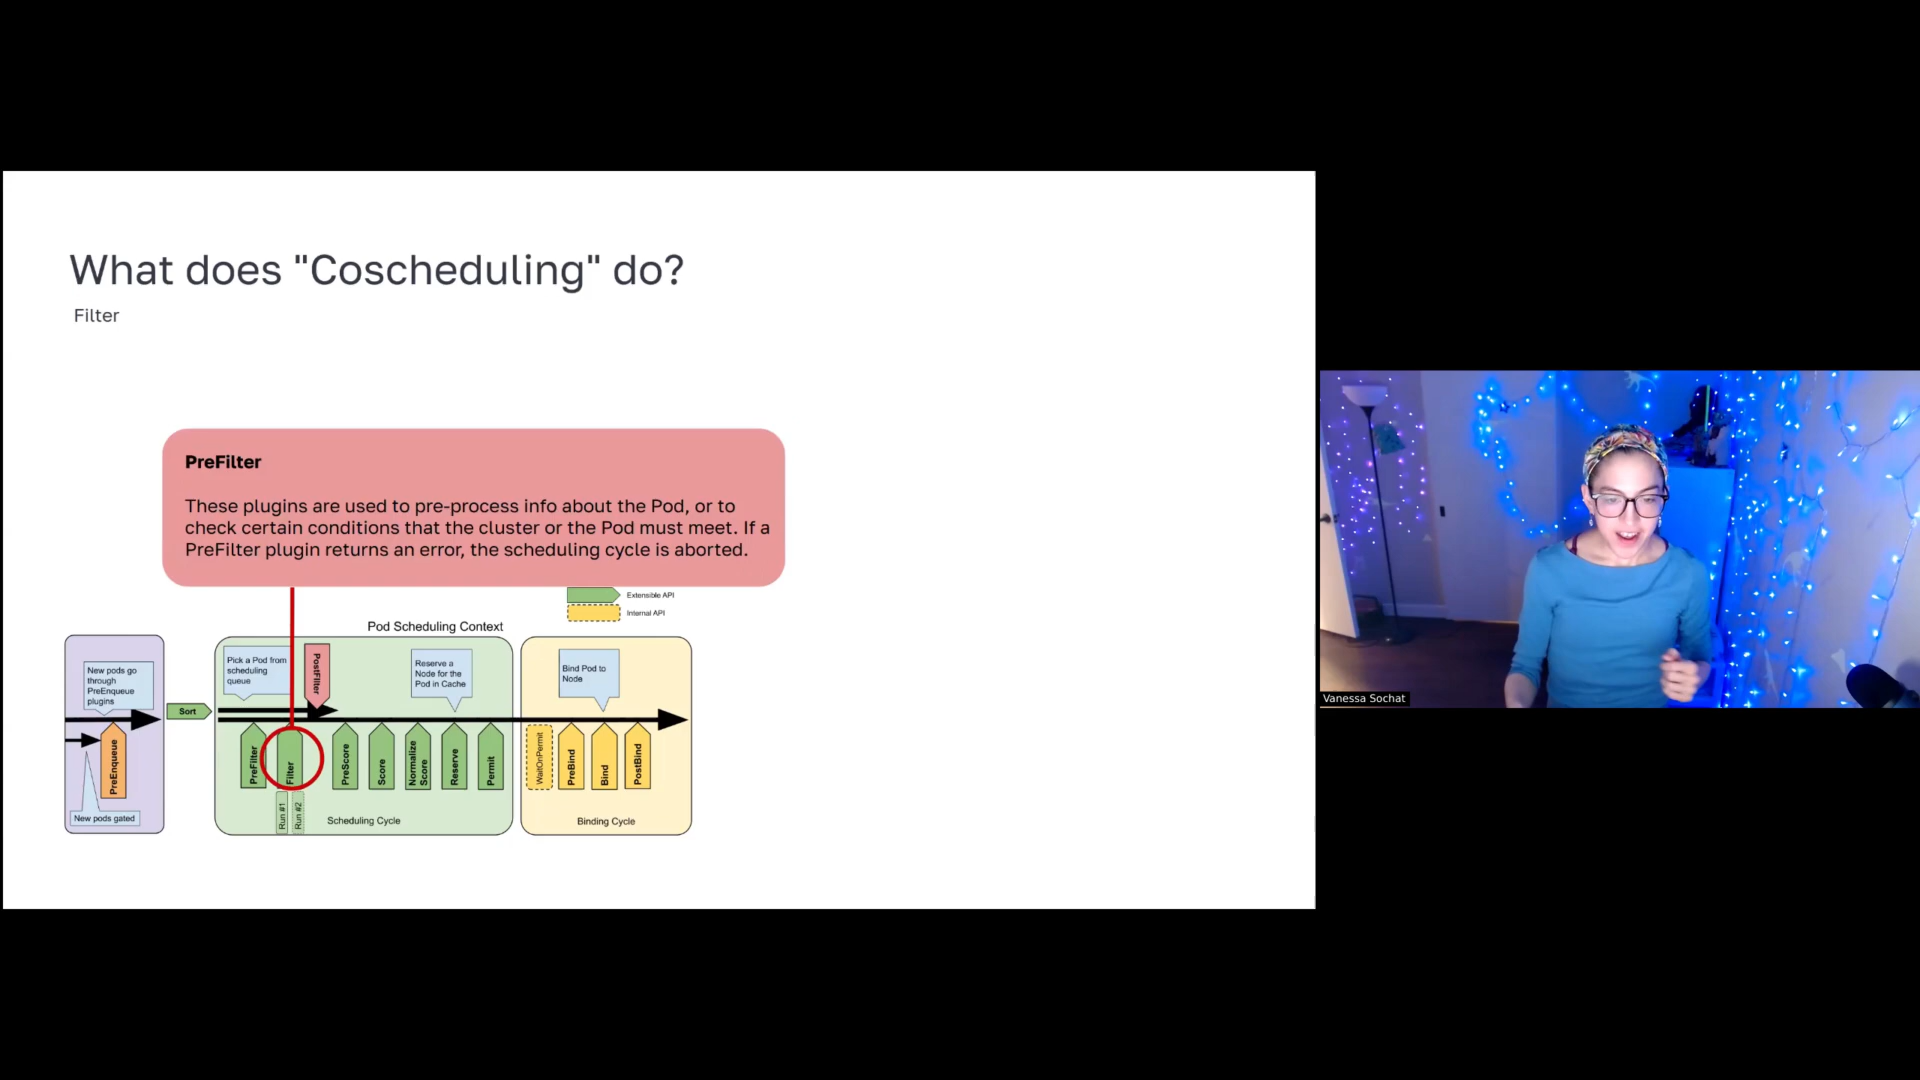 What does "Coscheduling" do?
Filter
PreFilter
These plugins are used to pre-process info about the Pod, or to
check certain conditions that the cluster or the Pod must meet. If a
PreFilter plugin returns an error, the scheduling cycle is aborted.
Extensible API
Internal API
Pod Scheduling Context
New pods go
through
PreEnqueue
plugins
Sort
PreEnqueue
New pods gated
Pick a Pod from
scheduling
queue
PostFilter
Reserve a
Node for the
Pod in Cache
PreFilter
Filter
PreScore
Score
Normalize
Score
Reserve
Permit
Run #1
Run #2
Scheduling Cycle
Bind Pod to
Node
WaitOnPermit
PreBind
Bind
PostBind
Binding Cycle
Vanessa Sochat